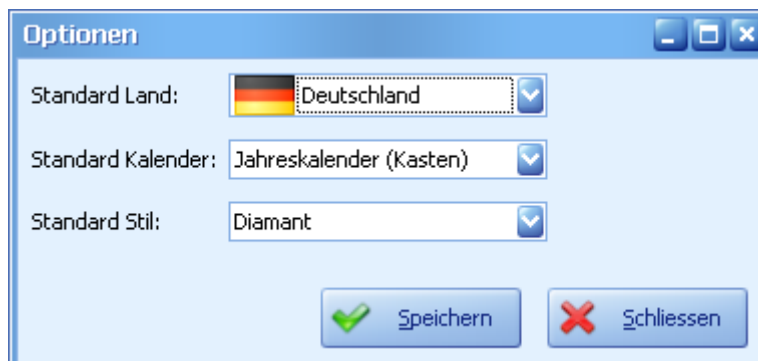 Optionen
Standard Land: Deutschland
Standard Kalender: Jahreskalender (Kasten)
Standard Stil: Diamant
Speichern Schliessen